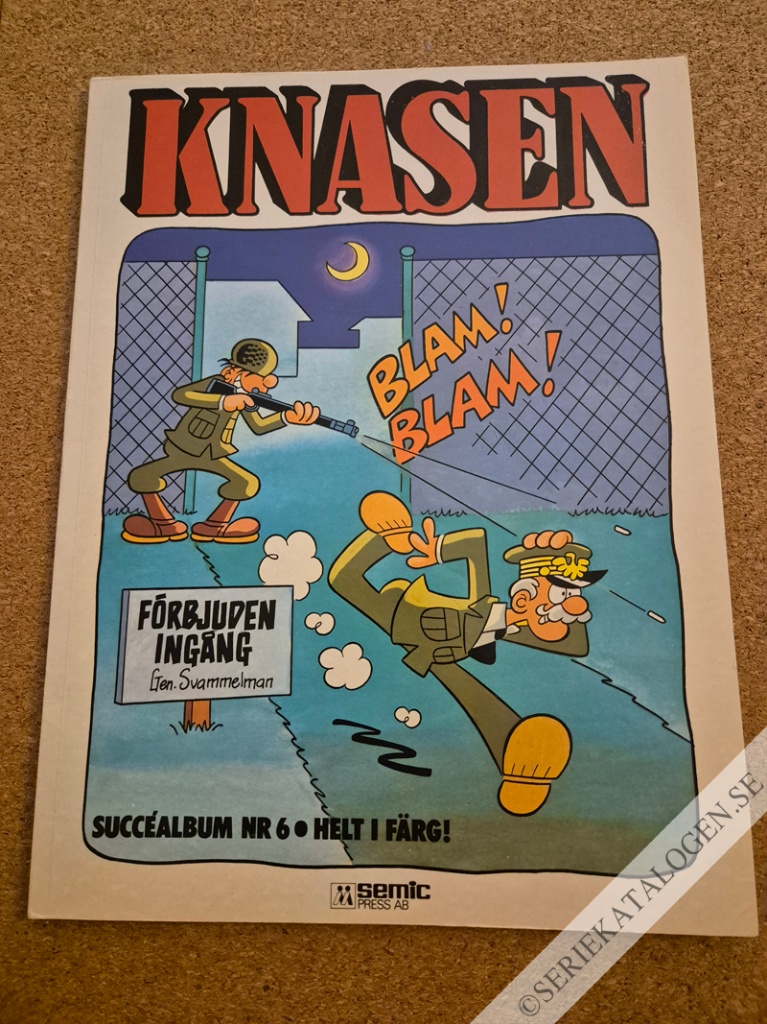 KNASEN
BLAM!
BLAM!
FÖRBJUDEN
INGÅNG
Gen. Svammelman
SUCCÉALBUM NR 6 • HELT I FÄRG!
semic
PRESS AB
©SERIEKATALOGEN.SE